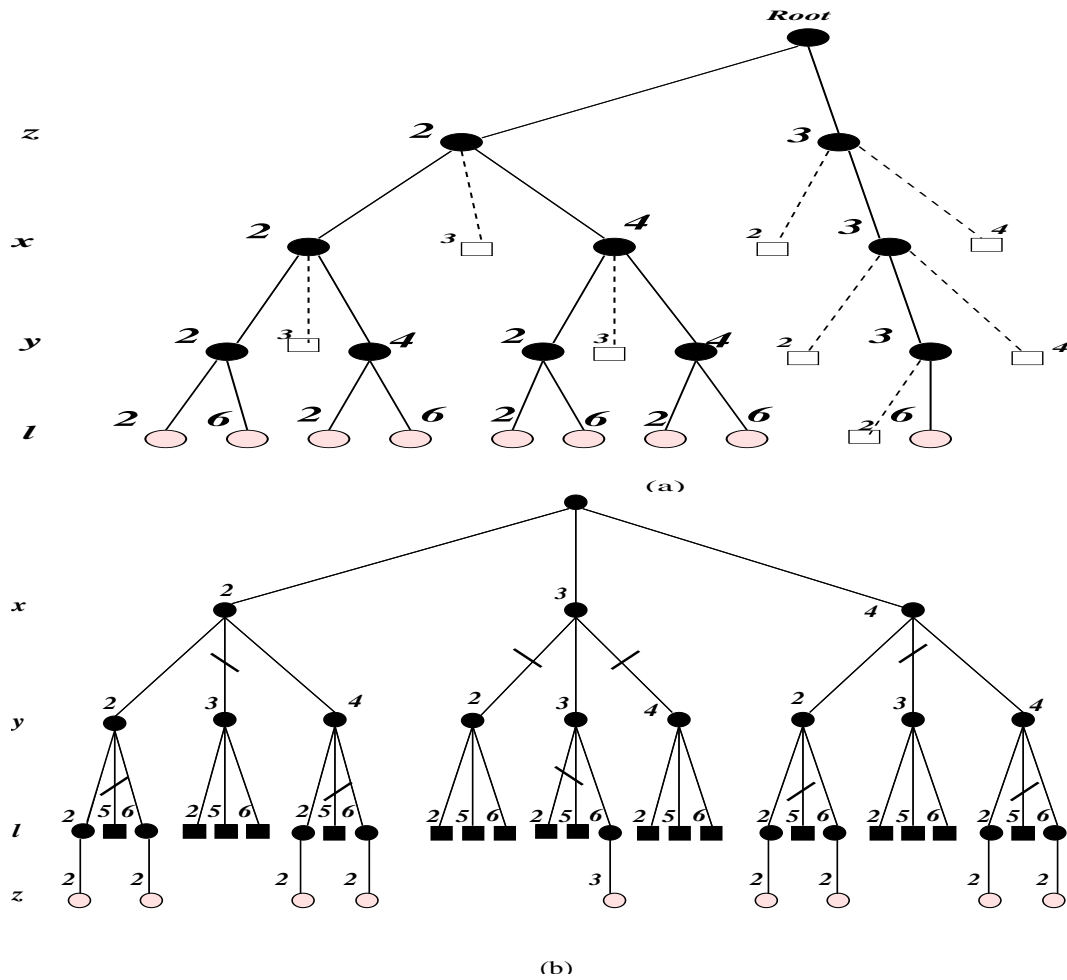 Root
z 2 3
x 2 3 4 2 3 4
y 2 3 4 2 3 4 2 3 4
l 2 6 2 6 2 6 2 6 2 6
(a)
x 2 3 4
y 2 3 4 2 3 4 2 3 4
l 2 5 6 2 5 6 2 5 6 2 5 6 2 5 6 2 5 6 2 5 6 2 5 6 2 5 6
z 2 2 2 2 3 2 2 2 2
(b)